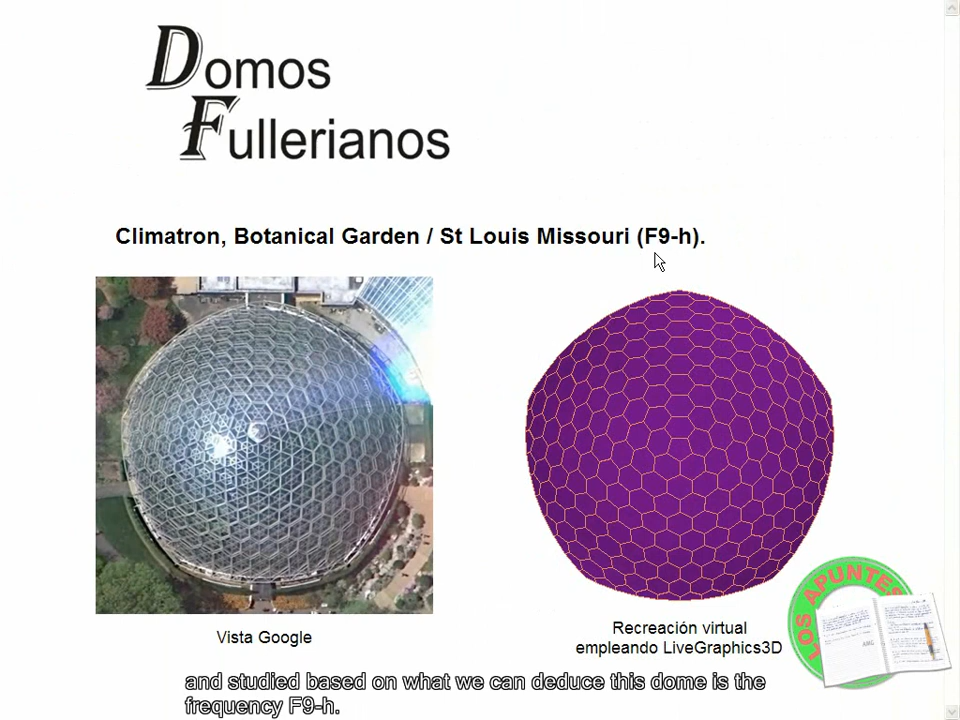 Domos
Fullerianos
Climatron, Botanical Garden / St Louis Missouri (F9-h).
Vista Google
Recreación virtual
empleando LiveGraphics3D
LOS APUNTES
and studied based on what we can deduce this dome is the
frequency F9-h.